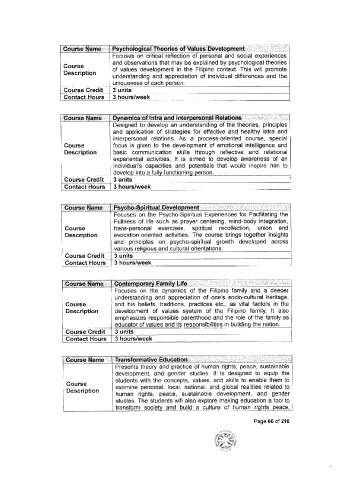 Course Name Psychological Theories of Values Development
Course Description Focuses on critical reflection of personal and social experiences
and observations that may be explained by psychological theories
of values development in the Filipino context. This will promote
understanding and appreciation of individual differences and the
uniqueness of each person.
Course Credit 3 units
Contact Hours 3 hours/week
Course Name Dynamics of Intra and Interpersonal Relations
Course Description Designed to develop an understanding of the theories, principles
and application of strategies for effective and healthy intra and
interpersonal relations. As a process-oriented course, special
focus is given to the development of emotional intelligence and
basic communication skills through reflective and relational
experiential activities. It is aimed to develop awareness of an
individual's capacities and potentials that would inspire him to
develop into a fully functioning person.
Course Credit 3 units
Contact Hours 3 hours/week
Course Name Psycho-Spiritual Development
Course Description Focuses on the Psycho-Spiritual Experiences for Facilitating the
Fullness of life such as prayer centering, mind-body integration,
trans-personal exercises, spiritual recollection, union and
evocation-oriented activities. The course brings together insights
and principles on psycho-spiritual growth developed across
various religious and cultural orientations.
Course Credit 3 units
Contact Hours 3 hours/week
Course Name Contemporary Family Life
Course Description Focuses on the dynamics of the Filipino family and a deeper
understanding and appreciation of one's socio-cultural heritage,
and his beliefs, traditions, practices etc., as vital factors in the
development of values system of the Filipino family. It also
emphasizes responsible parenthood and the role of the family as
educator of values and its responsibilities in building the nation.
Course Credit 3 units
Contact Hours 3 hours/week
Course Name Transformative Education
Course Description Presents theory and practice of human rights, peace, sustainable
development, and gender studies. It is designed to equip the
students with the concepts, values, and skills to enable them to
examine personal, local, national, and global realities related to
human rights, peace, sustainable development, and gender
studies. The students will also explore making education a tool to
transform society and build a culture of human rights, peace,
Page 66 of 216